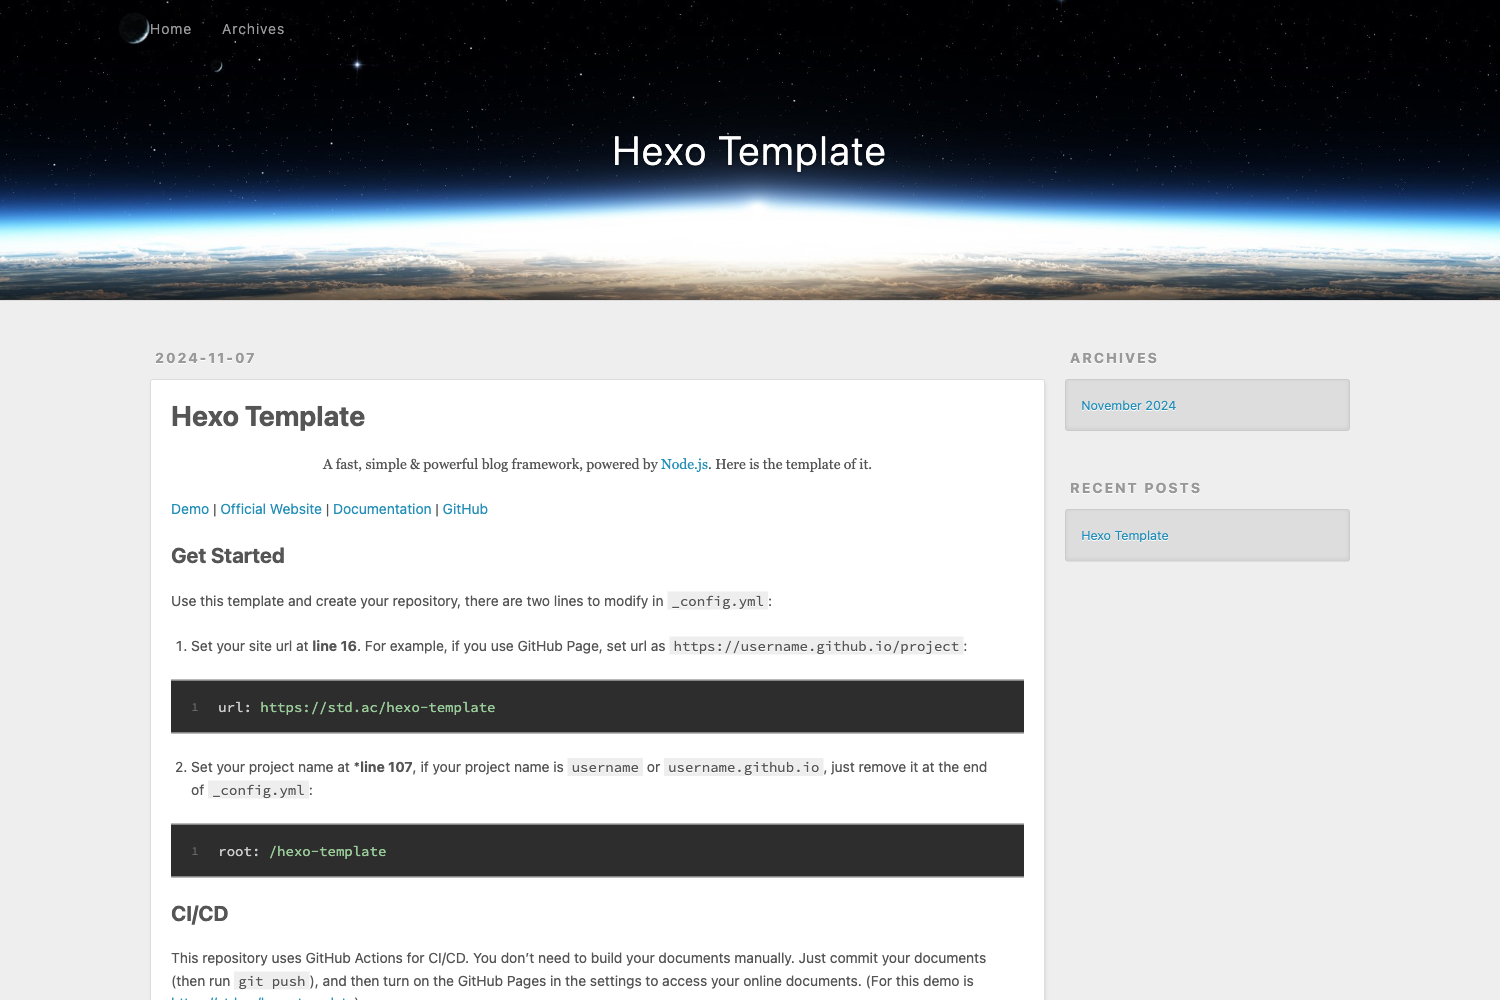 Home Archives
Hexo Template
2024-11-07
Hexo Template
A fast, simple & powerful blog framework, powered by Node.js. Here is the template of it.
Demo | Official Website | Documentation | GitHub
Get Started
Use this template and create your repository, there are two lines to modify in _config.yml:
1. Set your site url at line 16. For example, if you use GitHub Page, set url as https://username.github.io/project:
1 url: https://std.ac/hexo-template
2. Set your project name at *line 107, if your project name is username or username.github.io, just remove it at the end
of _config.yml:
1 root: /hexo-template
CI/CD
This repository uses GitHub Actions for CI/CD. You don’t need to build your documents manually. Just commit your documents
(then run git push), and then turn on the GitHub Pages in the settings to access your online documents. (For this demo is
ARCHIVES
November 2024
RECENT POSTS
Hexo Template